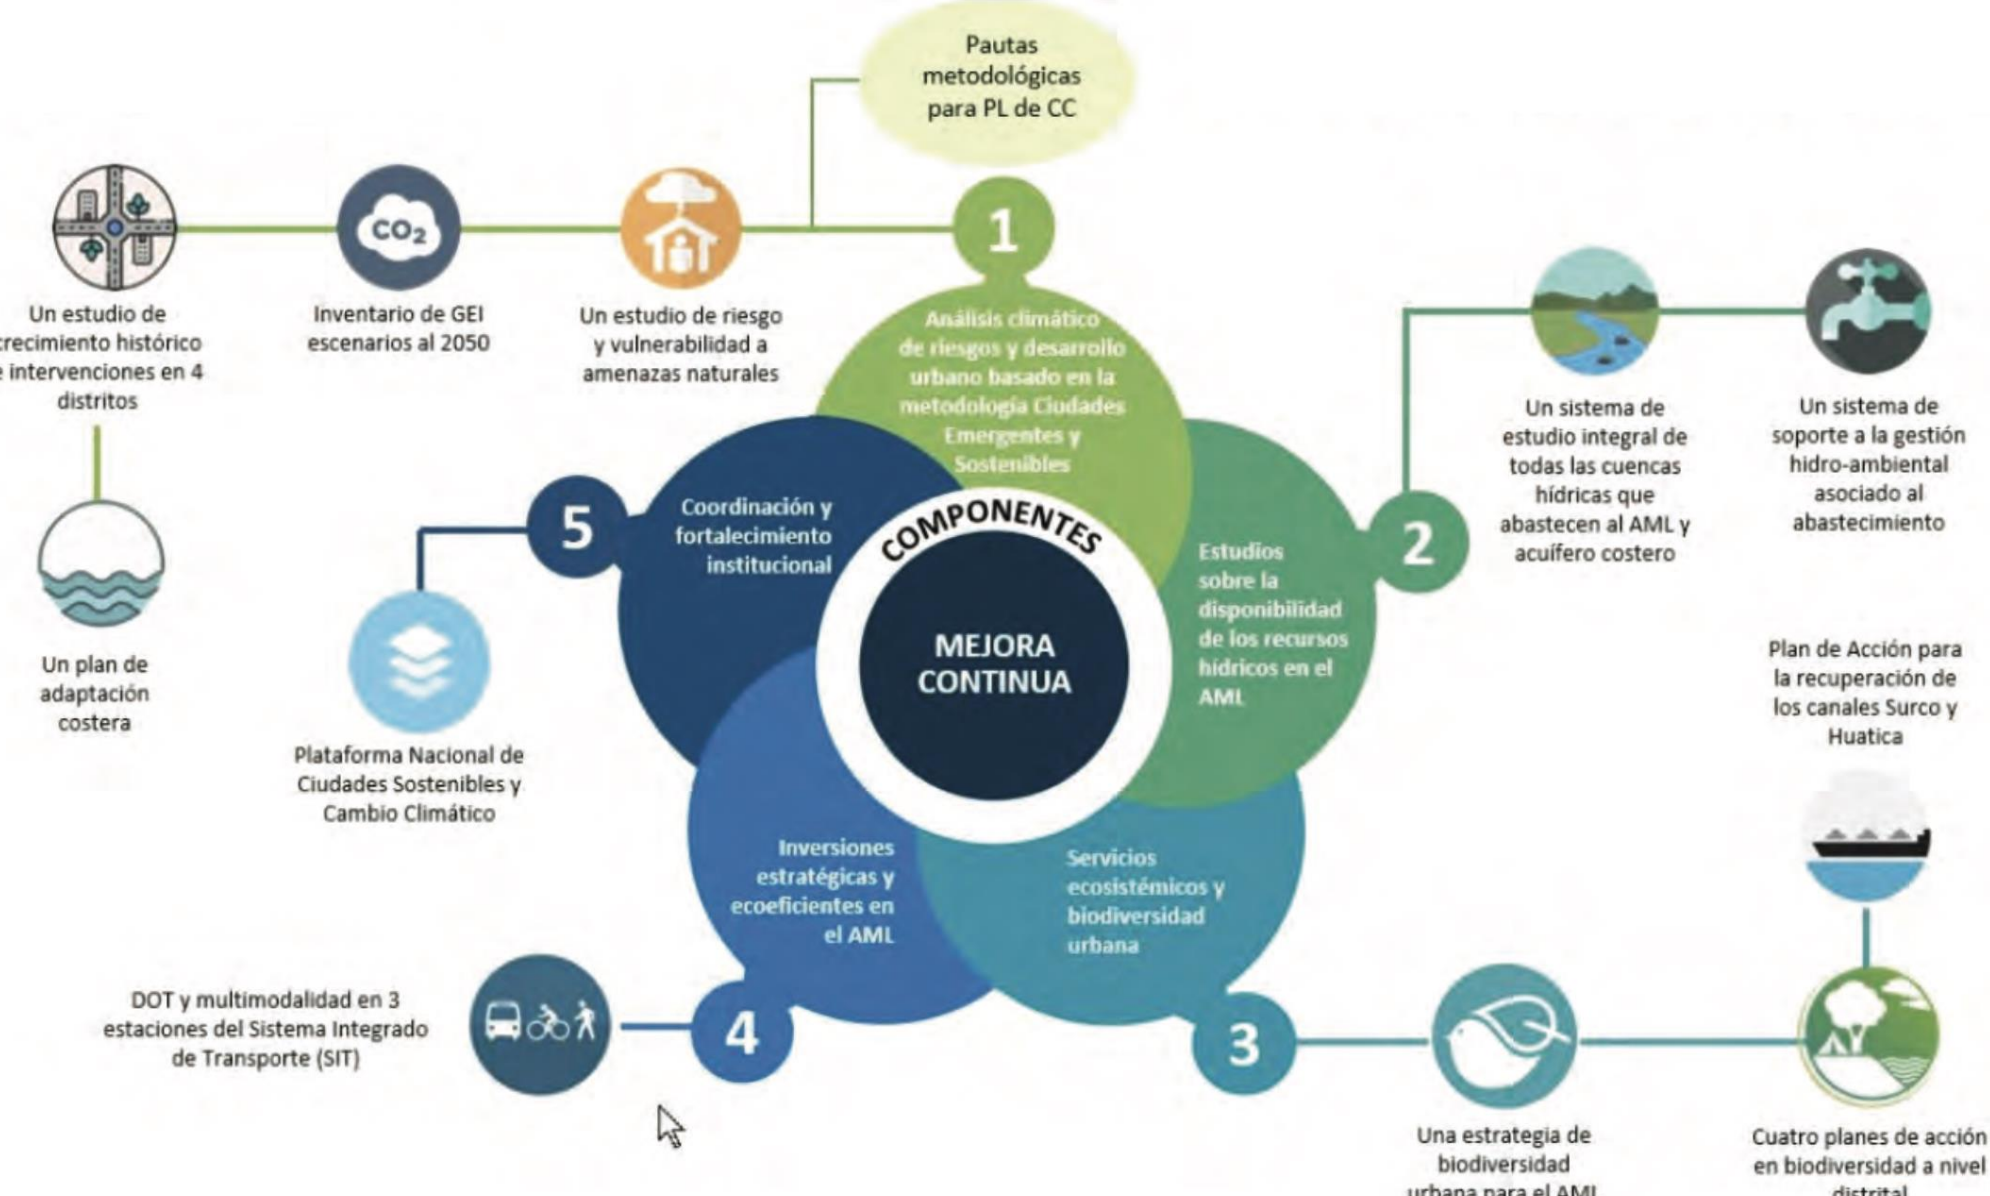 Pautas
metodológicas
para PL de CC
1
CO2
Un estudio de
crecimiento histórico
e intervenciones en 4
distritos
Inventario de GEI
escenarios al 2050
Un estudio de riesgo
y vulnerabilidad a
amenazas naturales
Un plan de
adaptación
costera
Análisis climático
de riesgos y desarrollo
urbano basado en la
metodología Ciudades
Emergentes y
Sostenibles
2
Un sistema de
estudio integral de
todas las cuencas
hídricas que
abastecen al AML y
acuífero costero
Un sistema de
soporte a la gestión
hidro-ambiental
asociado al
abastecimiento
Estudios
sobre la
disponibilidad
de los recursos
hídricos en el
AML
5
Coordinación y
fortalecimiento
institucional
Plataforma Nacional de
Ciudades Sostenibles y
Cambio Climático
COMPONENTES
MEJORA
CONTINUA
Inversiones
estratégicas y
ecoeficientes en
el AML
4
DOT y multimodalidad en 3
estaciones del Sistema Integrado
de Transporte (SIT)
Servicios
ecosistémicos y
biodiversidad
urbana
3
Plan de Acción para
la recuperación de
los canales Surco y
Huatica
Una estrategia de
biodiversidad
urbana para el AML
Cuatro planes de acción
en biodiversidad a nivel
distrital